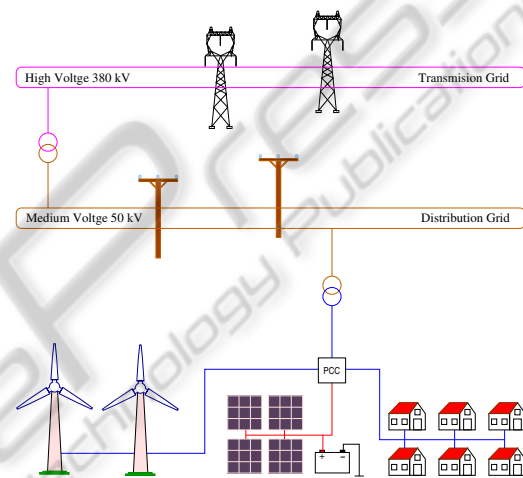 High Voltge 380 kV
Transmision Grid
Medium Voltge 50 kV
Distribution Grid
PCC
+ −